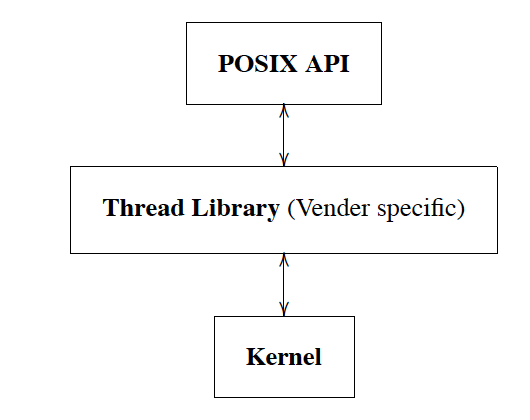 POSIX API
Thread Library (Vender specific)
Kernel